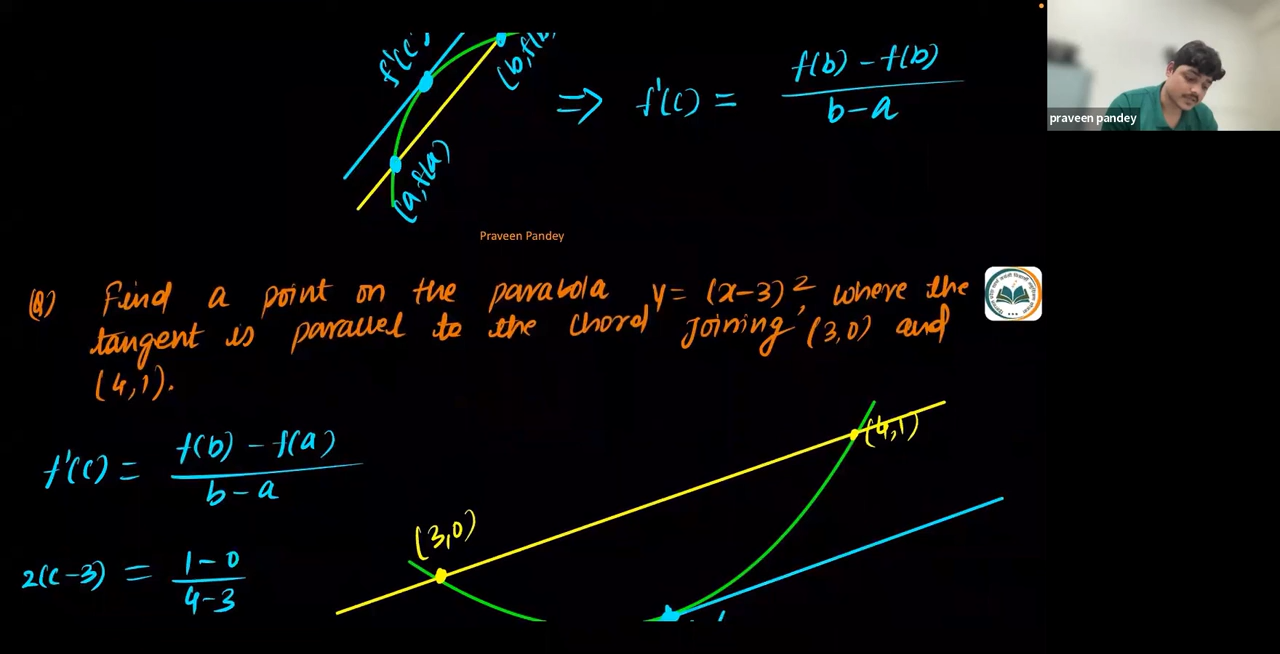 f'(c)
(b, f(b)
(a, f(a)
⇒ f'(c) = f(b) - f(b) / b - a
praveen pandey
Praveen Pandey
(Q) Find a point on the parabola y = (x-3)², where the
tangent is parallel to the chord joining (3,0) and
(4,1).
f'(c) = f(b) - f(a) / b - a
(4,1)
(3,0)
2(c-3) = 1-0 / 4-3